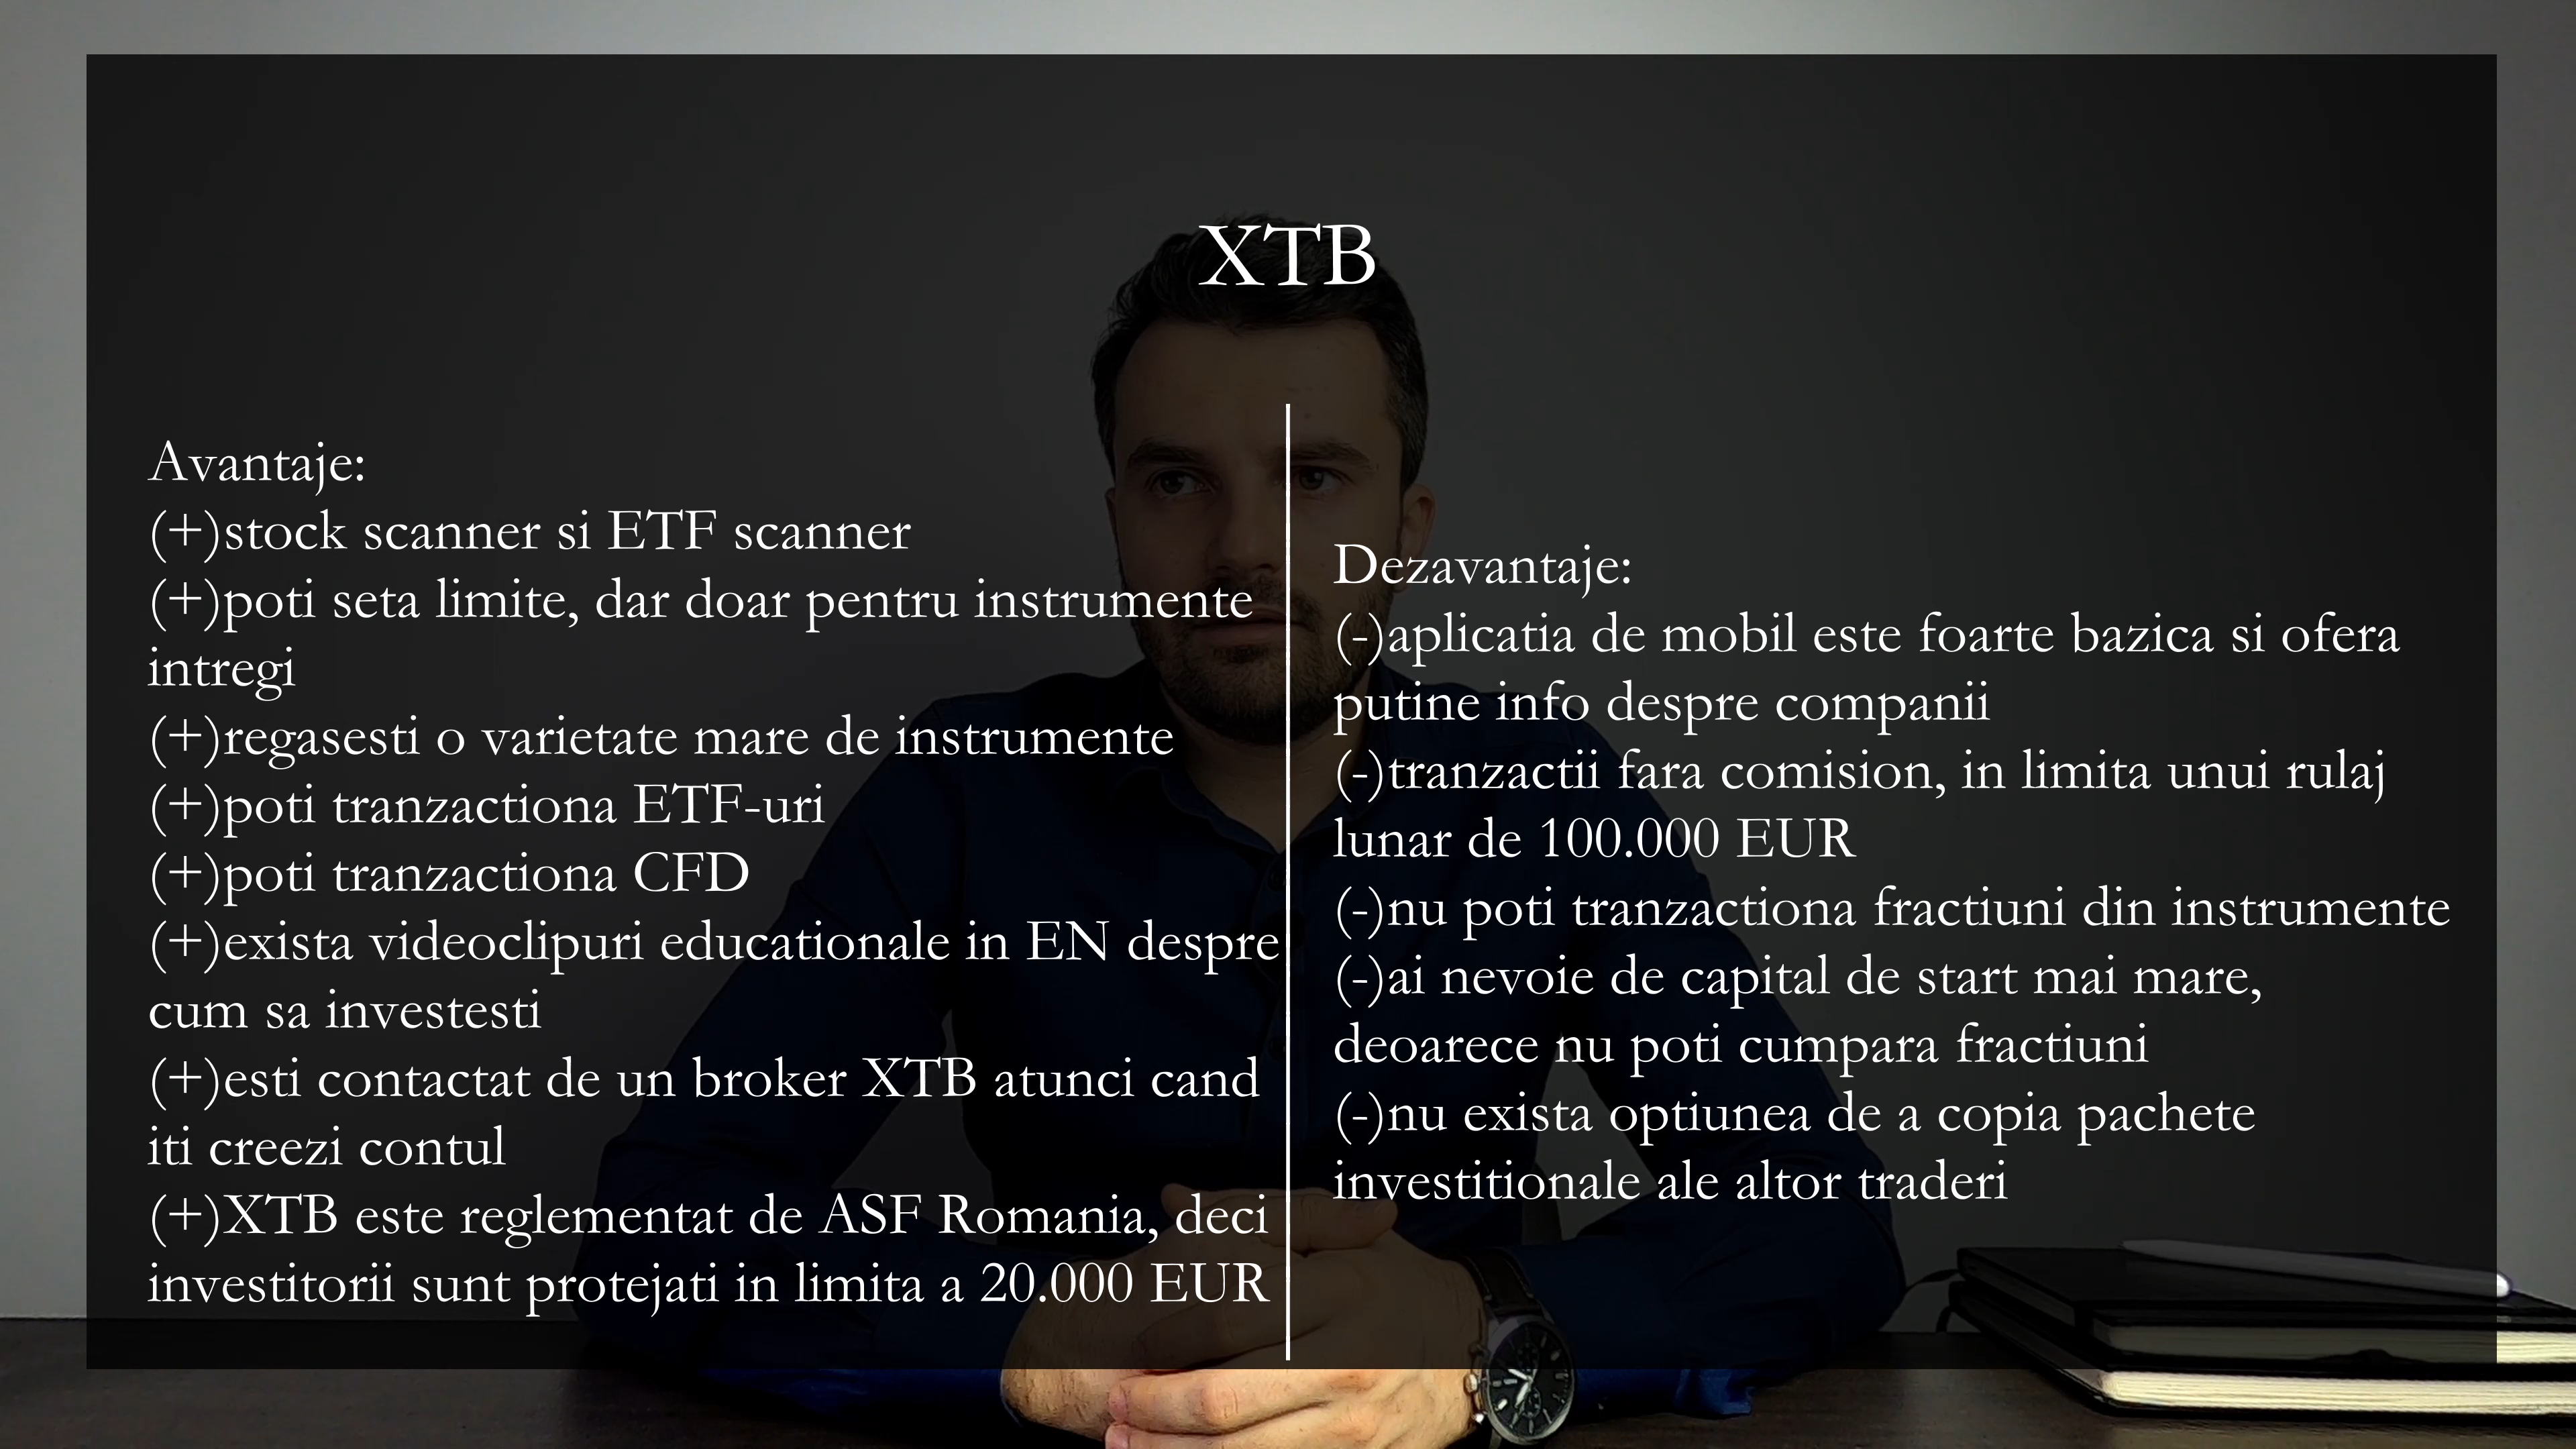 XTB
Avantaje:
(+)stock scanner si ETF scanner
(+)poti seta limite, dar doar pentru instrumente
intregi
(+)regasesti o varietate mare de instrumente
(+)poti tranzactiona ETF-uri
(+)poti tranzactiona CFD
(+)exista videoclipuri educationale in EN despre
cum sa investesti
(+)esti contactat de un broker XTB atunci cand
iti creezi contul
(+)XTB este reglementat de ASF Romania, deci
investitorii sunt protejati in limita a 20.000 EUR
Dezavantaje:
(-)aplicatia de mobil este foarte bazica si ofera
putine info despre companii
(-)tranzactii fara comision, in limita unui rulaj
lunar de 100.000 EUR
(-)nu poti tranzactiona fractiuni din instrumente
(-)ai nevoie de capital de start mai mare,
deoarece nu poti cumpara fractiuni
(-)nu exista optiunea de a copia pachete
investitionale ale altor traderi